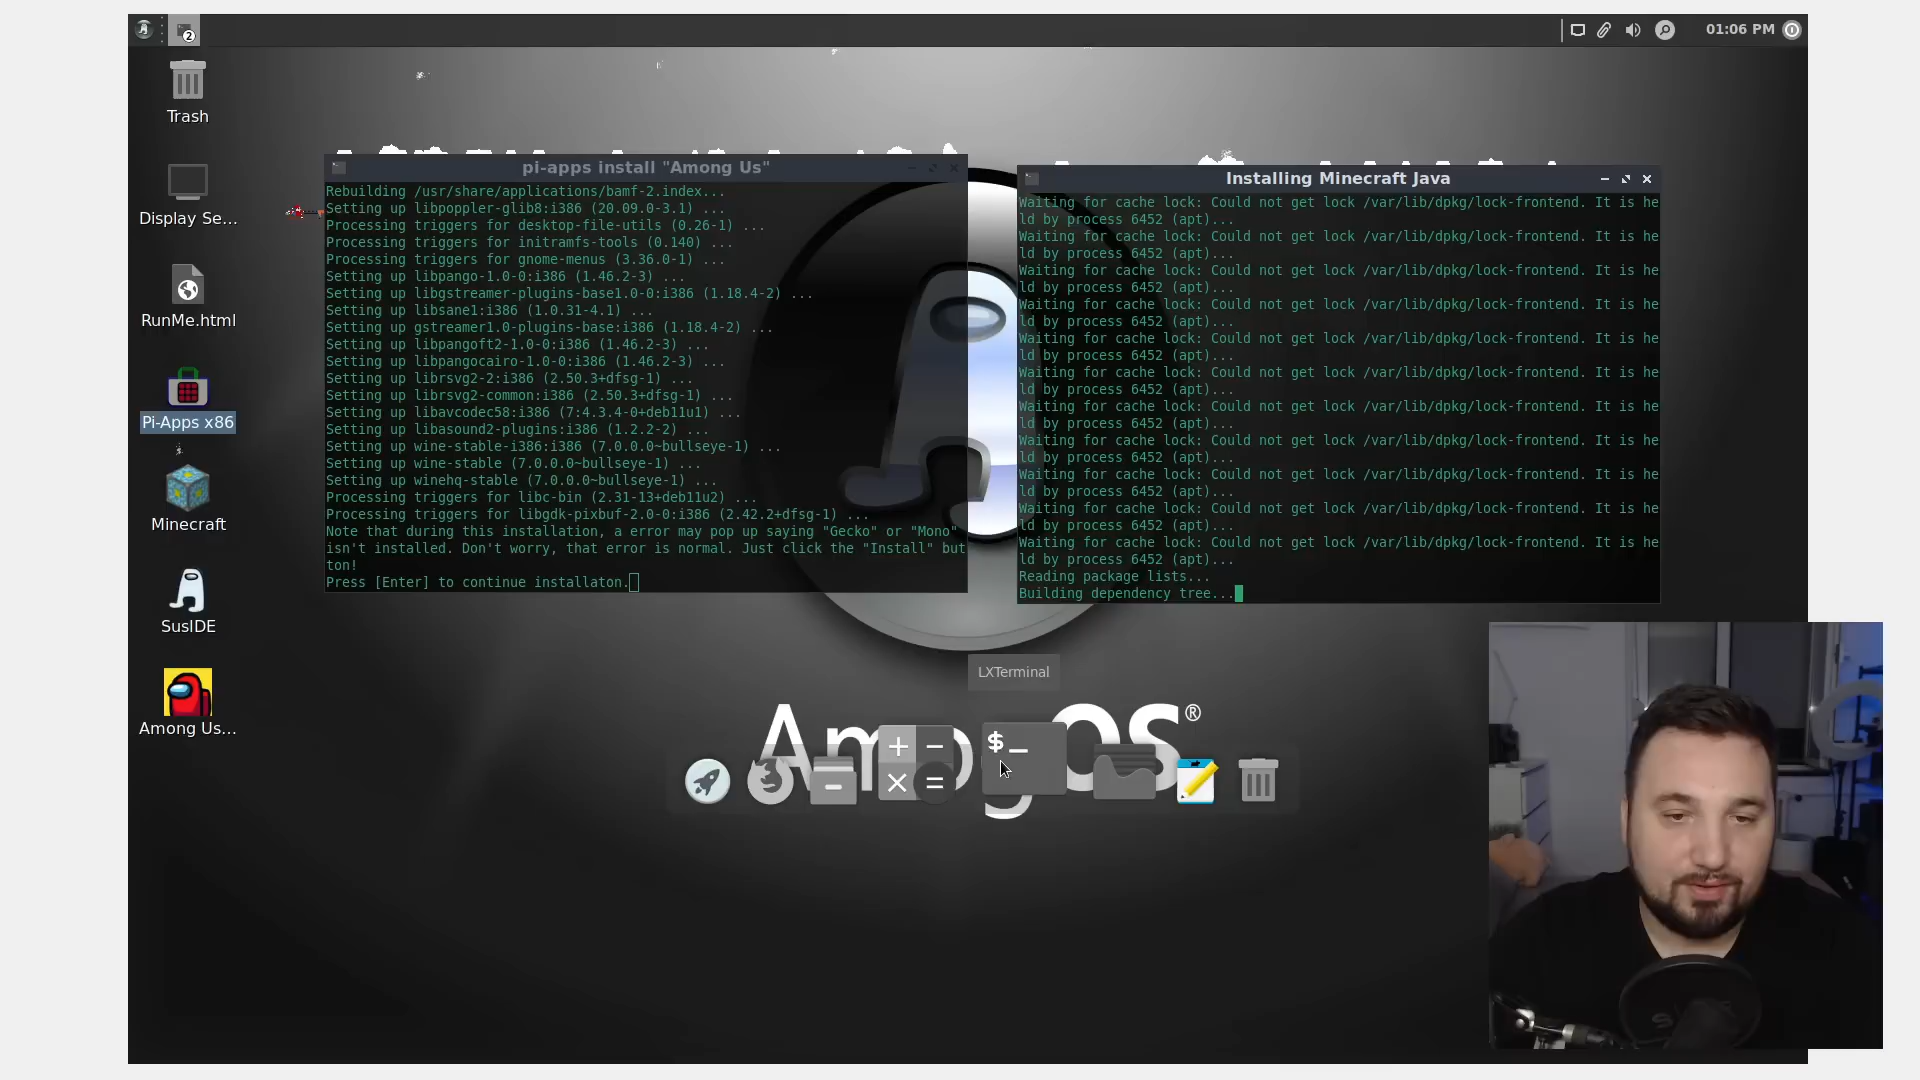 2
01:06 PM
Trash
Display Se...
RunMe.html
Pi-Apps x86
Minecraft
SusIDE
Among Us...
pi-apps install "Among Us"
Rebuilding /usr/share/applications/bamf-2.index...
Setting up libpoppler-glib8:i386 (20.09.0-3.1) ...
Processing triggers for desktop-file-utils (0.26-1) ...
Processing triggers for initramfs-tools (0.140) ...
Processing triggers for gnome-menus (3.36.0-1) ...
Setting up libpango-1.0-0:i386 (1.46.2-3) ...
Setting up libgstreamer-plugins-base1.0-0:i386 (1.18.4-2) ...
Setting up libsane1:i386 (1.0.31-4.1) ...
Setting up gstreamer1.0-plugins-base:i386 (1.18.4-2) ...
Setting up libpangoft2-1.0-0:i386 (1.46.2-3) ...
Setting up libpangocairo-1.0-0:i386 (1.46.2-3) ...
Setting up librsvg2-2:i386 (2.50.3+dfsg-1) ...
Setting up librsvg2-common:i386 (2.50.3+dfsg-1) ...
Setting up libavcodec58:i386 (7:4.3.4-0+deb11u1) ...
Setting up libasound2-plugins:i386 (1.2.2-2) ...
Setting up wine-stable-i386:i386 (7.0.0.0~bullseye-1) ...
Setting up wine-stable (7.0.0.0~bullseye-1) ...
Setting up winehq-stable (7.0.0.0~bullseye-1) ...
Processing triggers for libc-bin (2.31-13+deb11u2) ...
Processing triggers for libgdk-pixbuf-2.0-0:i386 (2.42.2+dfsg-1) ...
Note that during this installation, a error may pop up saying "Gecko" or "Mono"
isn't installed. Don't worry, that error is normal. Just click the "Install" but
ton!
Press [Enter] to continue installaton.
Installing Minecraft Java
Waiting for cache lock: Could not get lock /var/lib/dpkg/lock-frontend. It is he
ld by process 6452 (apt)...
Waiting for cache lock: Could not get lock /var/lib/dpkg/lock-frontend. It is he
ld by process 6452 (apt)...
Waiting for cache lock: Could not get lock /var/lib/dpkg/lock-frontend. It is he
ld by process 6452 (apt)...
Waiting for cache lock: Could not get lock /var/lib/dpkg/lock-frontend. It is he
ld by process 6452 (apt)...
Waiting for cache lock: Could not get lock /var/lib/dpkg/lock-frontend. It is he
ld by process 6452 (apt)...
Waiting for cache lock: Could not get lock /var/lib/dpkg/lock-frontend. It is he
ld by process 6452 (apt)...
Waiting for cache lock: Could not get lock /var/lib/dpkg/lock-frontend. It is he
ld by process 6452 (apt)...
Waiting for cache lock: Could not get lock /var/lib/dpkg/lock-frontend. It is he
ld by process 6452 (apt)...
Waiting for cache lock: Could not get lock /var/lib/dpkg/lock-frontend. It is he
ld by process 6452 (apt)...
Waiting for cache lock: Could not get lock /var/lib/dpkg/lock-frontend. It is he
ld by process 6452 (apt)...
Waiting for cache lock: Could not get lock /var/lib/dpkg/lock-frontend. It is he
ld by process 6452 (apt)...
Reading package lists...
Building dependency tree...
LXTerminal
AmogOS®
$_